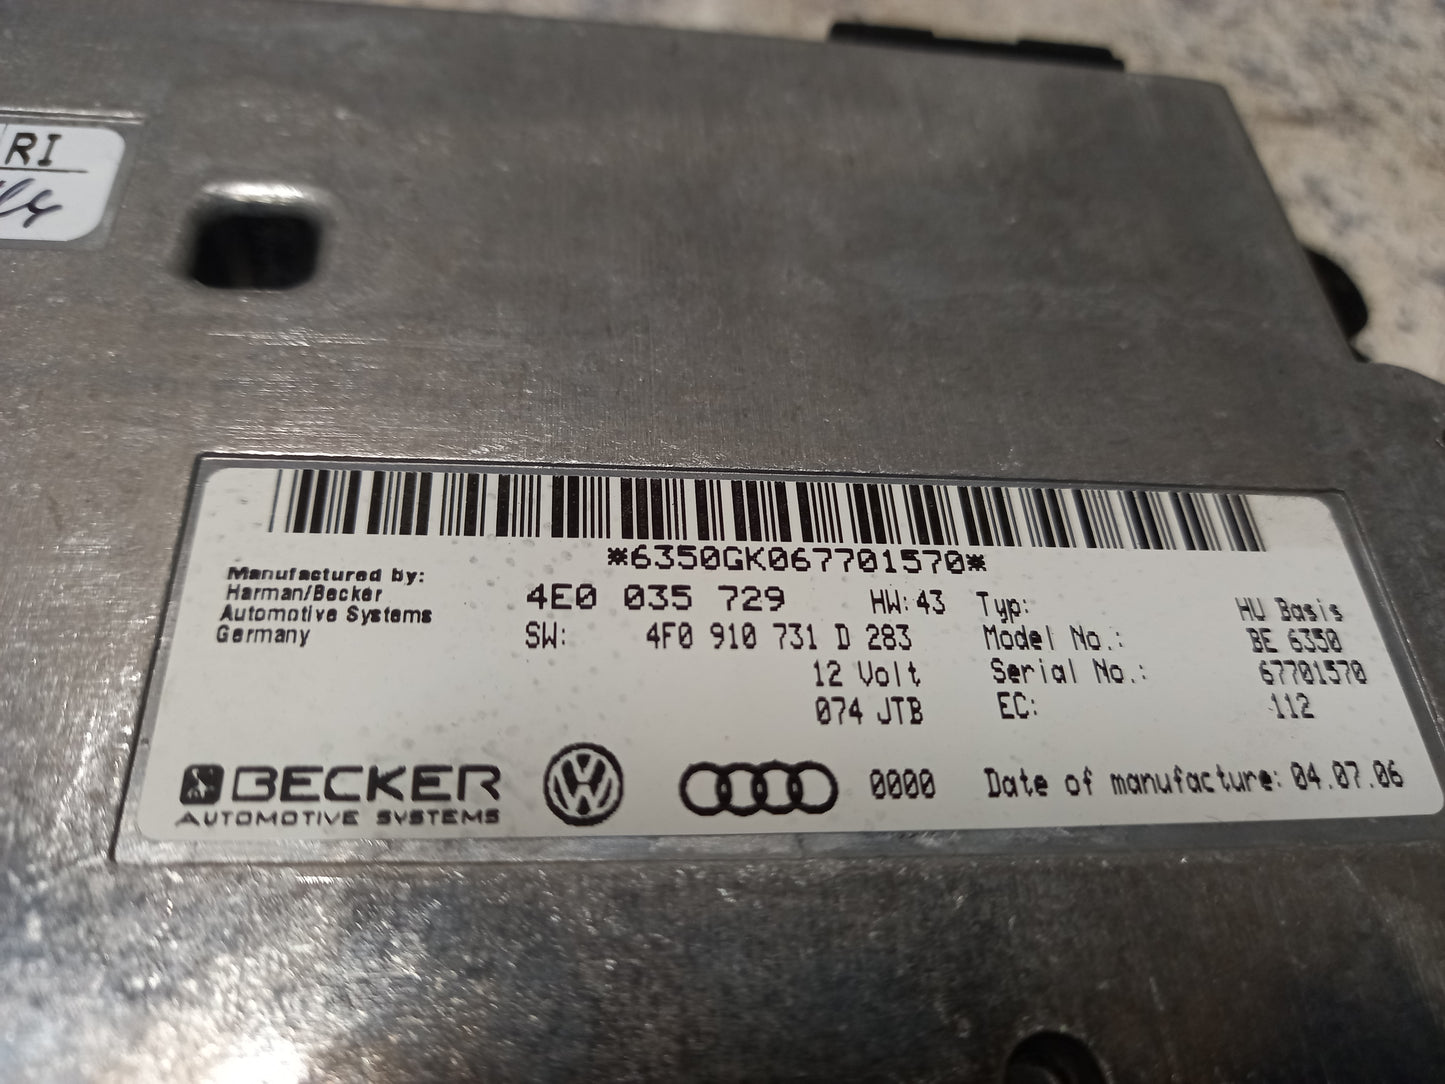 RI
*6350GK067701570*
Manufactured by:
Harman/Becker
Automotive Systems
Germany
4E0 035 729 HW: 43
SW: 4F0 910 731 D 283
12 Volt
074 JTB
Typ: HU Basis
Model No.: BE 6350
Serial No.: 67701570
EC: 112
BECKER
AUTOMOTIVE SYSTEMS
0000
Date of manufacture: 04.07.06